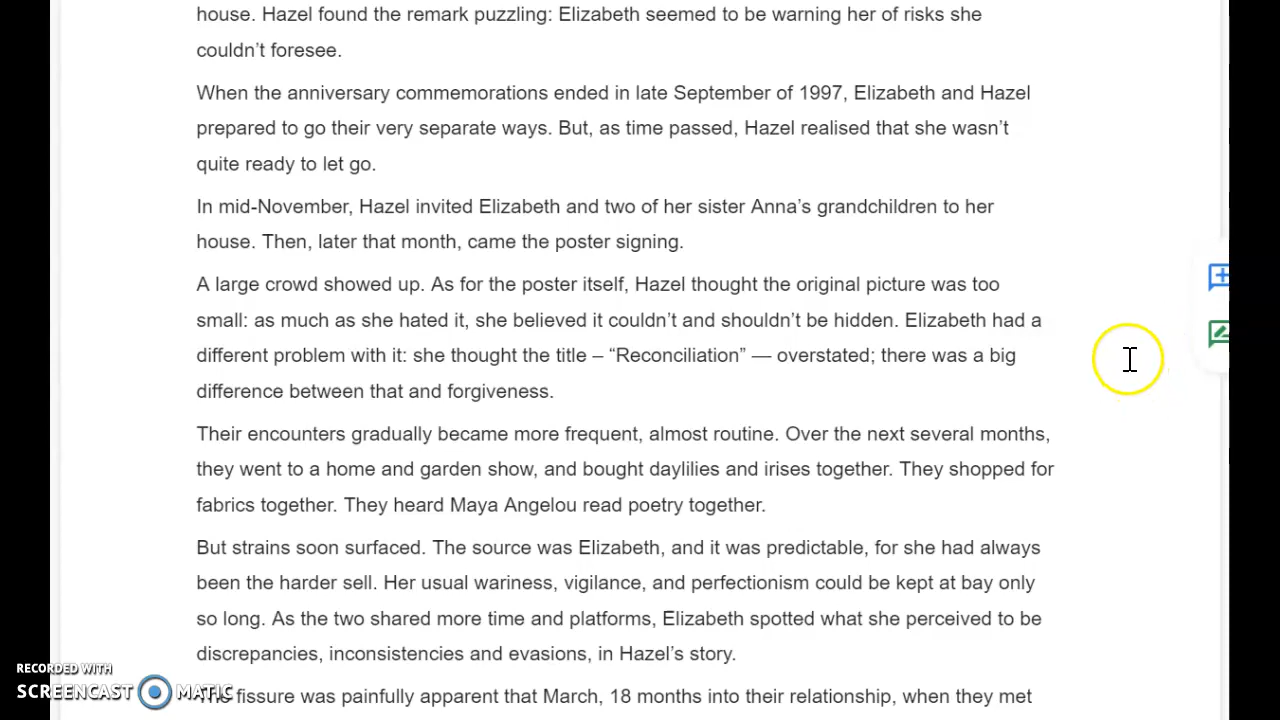 house. Hazel found the remark puzzling: Elizabeth seemed to be warning her of risks she
couldn’t foresee.
When the anniversary commemorations ended in late September of 1997, Elizabeth and Hazel
prepared to go their very separate ways. But, as time passed, Hazel realised that she wasn’t
quite ready to let go.
In mid-November, Hazel invited Elizabeth and two of her sister Anna’s grandchildren to her
house. Then, later that month, came the poster signing.
A large crowd showed up. As for the poster itself, Hazel thought the original picture was too
small: as much as she hated it, she believed it couldn’t and shouldn’t be hidden. Elizabeth had a
different problem with it: she thought the title – “Reconciliation” — overstated; there was a big
difference between that and forgiveness.
Their encounters gradually became more frequent, almost routine. Over the next several months,
they went to a home and garden show, and bought daylilies and irises together. They shopped for
fabrics together. They heard Maya Angelou read poetry together.
But strains soon surfaced. The source was Elizabeth, and it was predictable, for she had always
been the harder sell. Her usual wariness, vigilance, and perfectionism could be kept at bay only
so long. As the two shared more time and platforms, Elizabeth spotted what she perceived to be
discrepancies, inconsistencies and evasions, in Hazel’s story.
The fissure was painfully apparent that March, 18 months into their relationship, when they met
RECORDED WITH
SCREENCAST MATIC